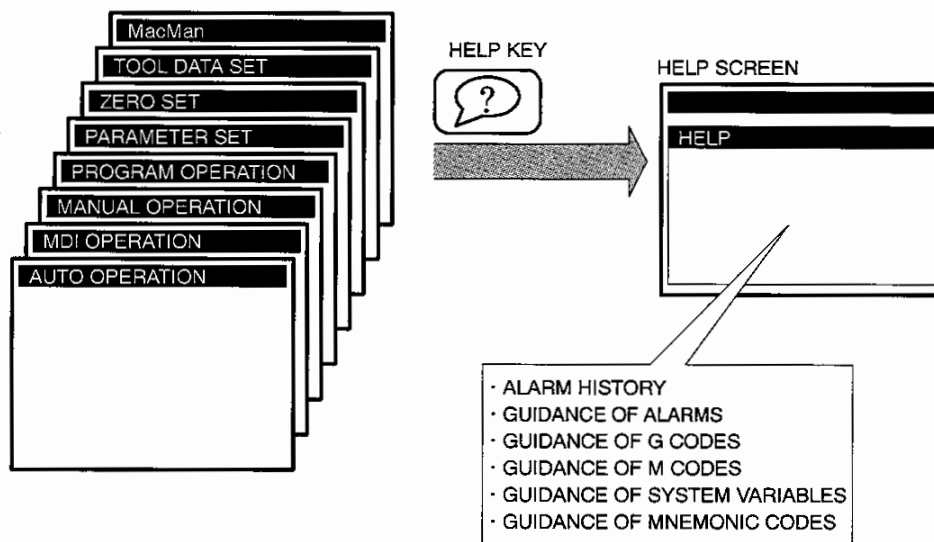 MacMan
TOOL DATA SET
ZERO SET
PARAMETER SET
PROGRAM OPERATION
MANUAL OPERATION
MDI OPERATION
AUTO OPERATION
HELP KEY
?
HELP SCREEN
HELP
· ALARM HISTORY
· GUIDANCE OF ALARMS
· GUIDANCE OF G CODES
· GUIDANCE OF M CODES
· GUIDANCE OF SYSTEM VARIABLES
· GUIDANCE OF MNEMONIC CODES